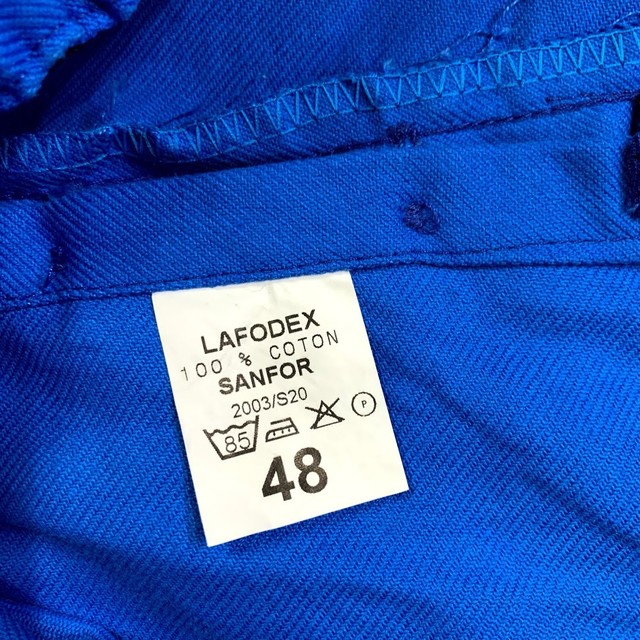 LAFODEX
100 % COTON
SANFOR
2003/S20
85
P
48